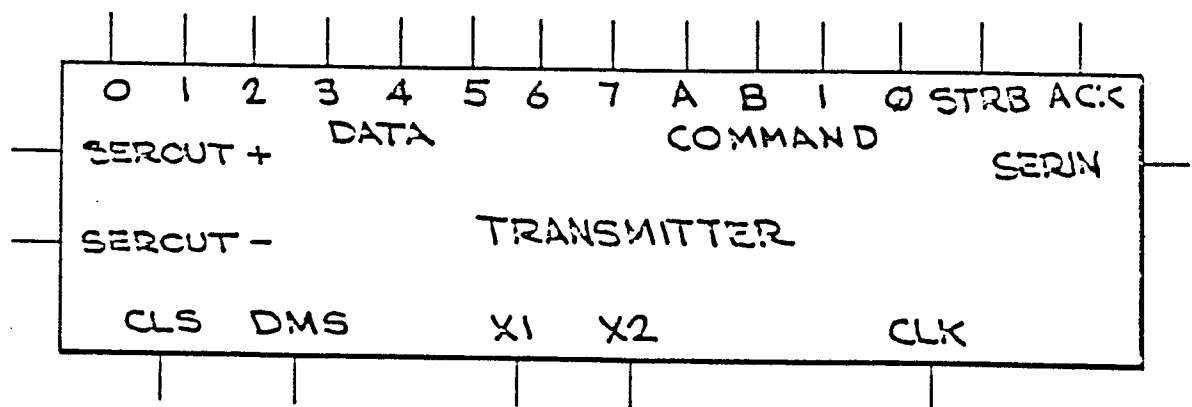 0 1 2 3 4 5 6 7 A B 1 Ø STRB ACK
DATA COMMAND
SEROUT + SERIN
SEROUT - TRANSMITTER
CLS DMS X1 X2 CLK